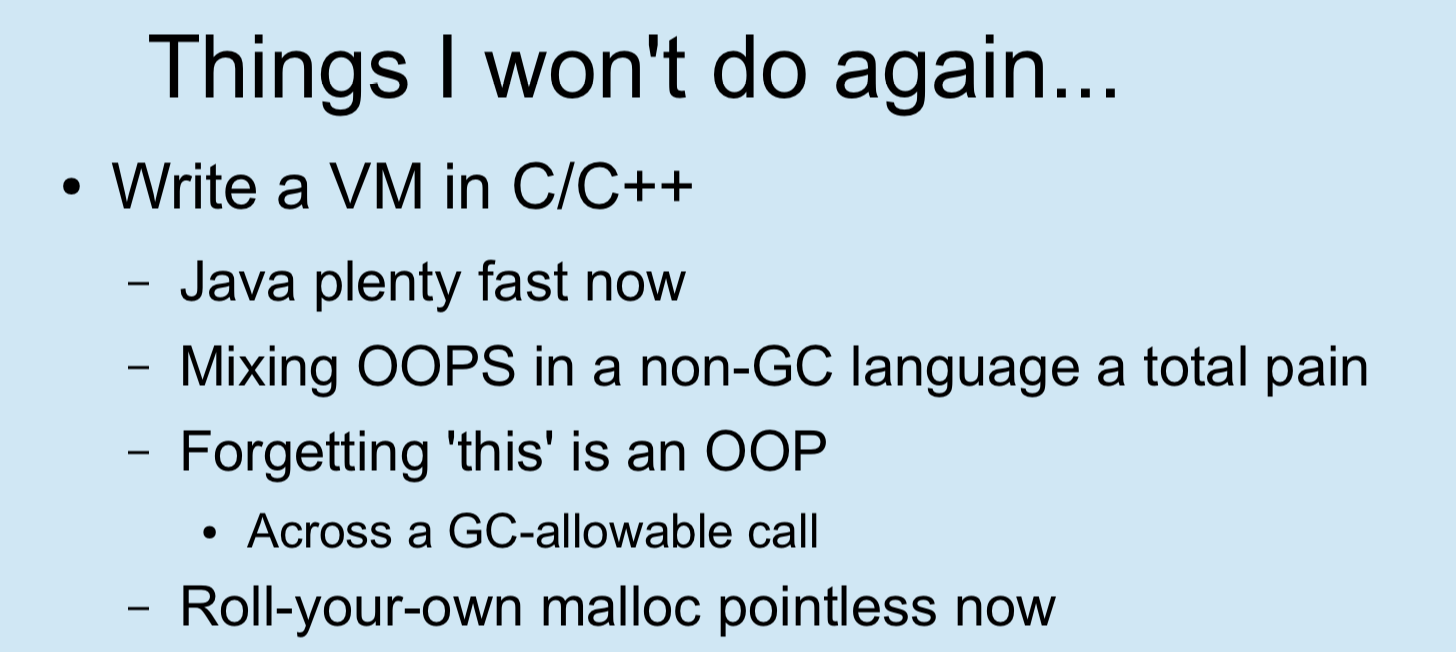 Things I won't do again...
• Write a VM in C/C++
– Java plenty fast now
– Mixing OOPS in a non-GC language a total pain
– Forgetting 'this' is an OOP
• Across a GC-allowable call
– Roll-your-own malloc pointless now